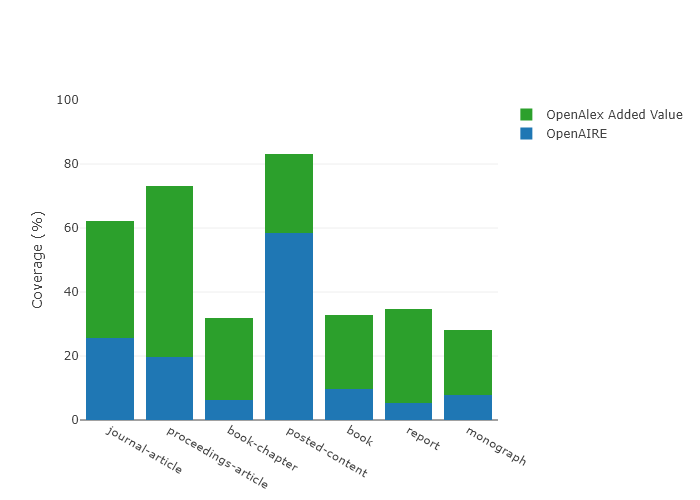 100
80
60
40
20
0
Coverage (%)
journal-article
proceedings-article
book-chapter
posted-content
book
report
monograph
OpenAlex Added Value
OpenAIRE